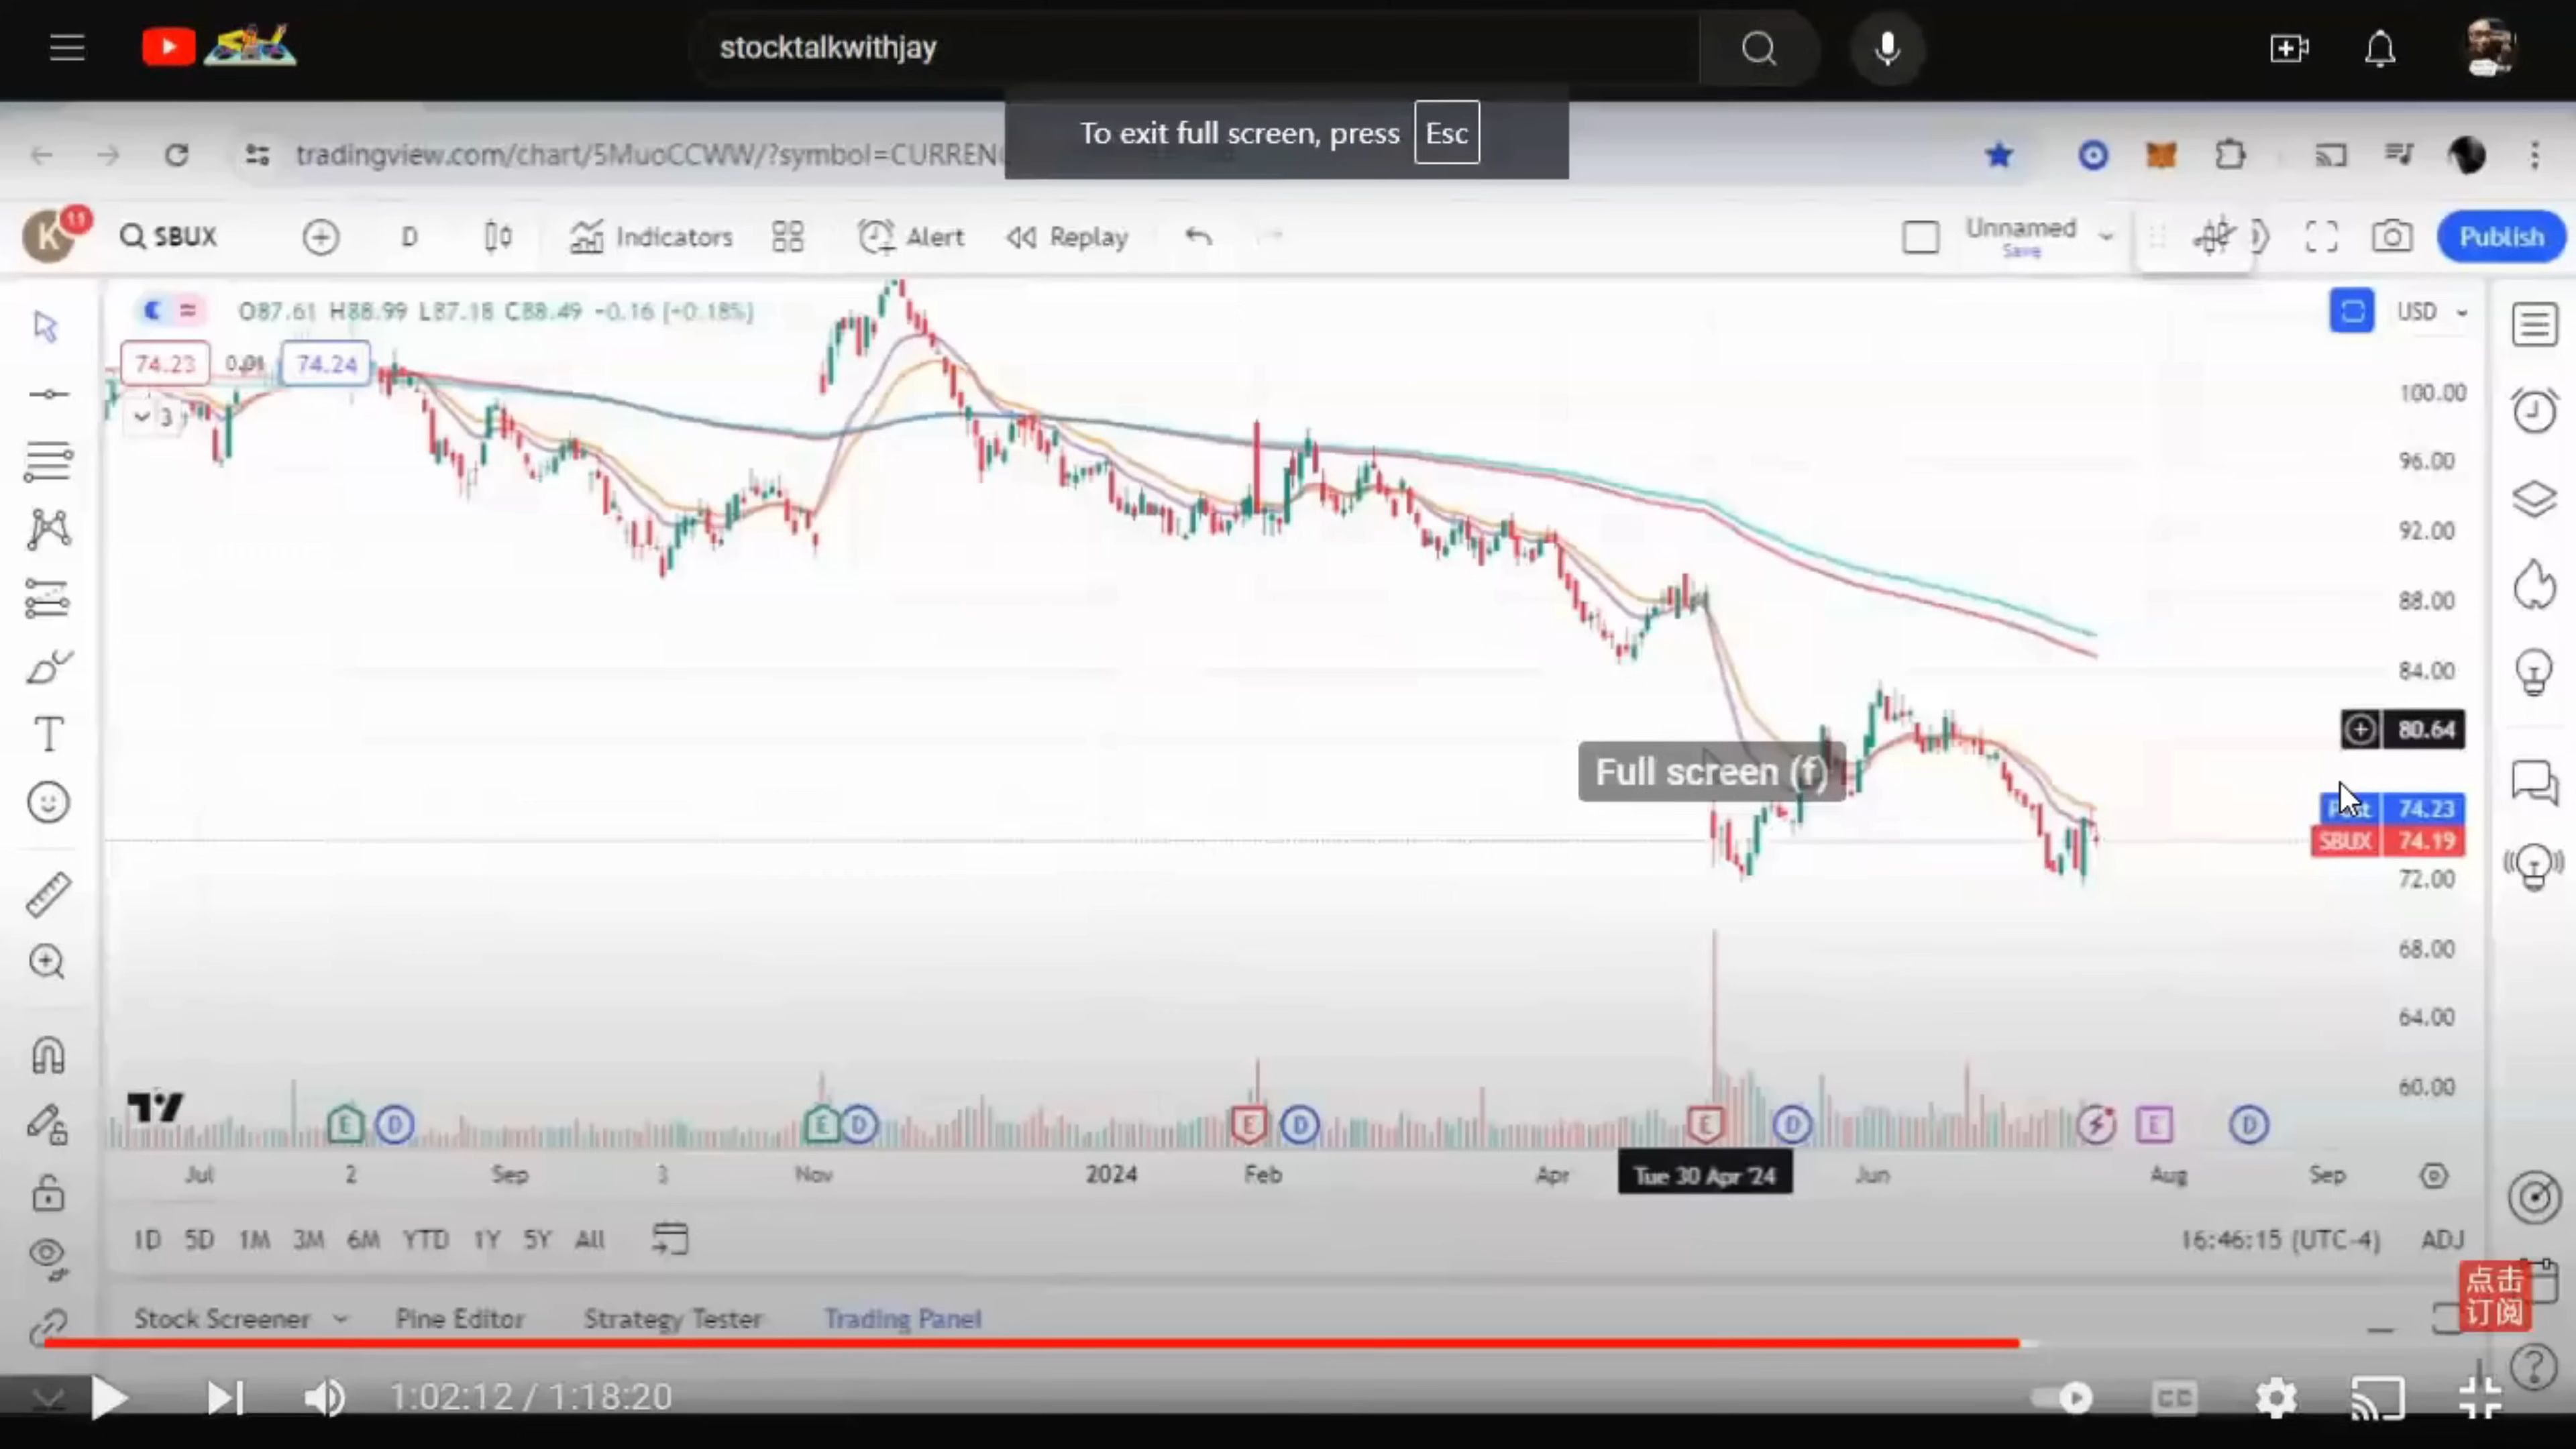 stocktalkwithjay
To exit full screen, press Esc
tradingview.com/chart/5MuoCCWW/?symbol=CURREN
K 11 SBUX D Indicators Alert Replay Unnamed Publish
Save
O87.61 H88.99 L87.18 C88.49 −0.16 (−0.18%) USD
74.23 0.01 74.24
3
100.00
96.00
92.00
88.00
84.00
80.64
Full screen (f)
74.23
SBUX 74.19
72.00
68.00
64.00
60.00
E D E D E D E D E D
Jul 2 Sep 3 Nov 2024 Feb Apr Tue 30 Apr '24 Jun Aug Sep
1D 5D 1M 3M 6M YTD 1Y 5Y All 16:46:15 (UTC-4) ADJ
点击
订阅
Stock Screener Pine Editor Strategy Tester Trading Panel
1:02:12 / 1:18:20 CC